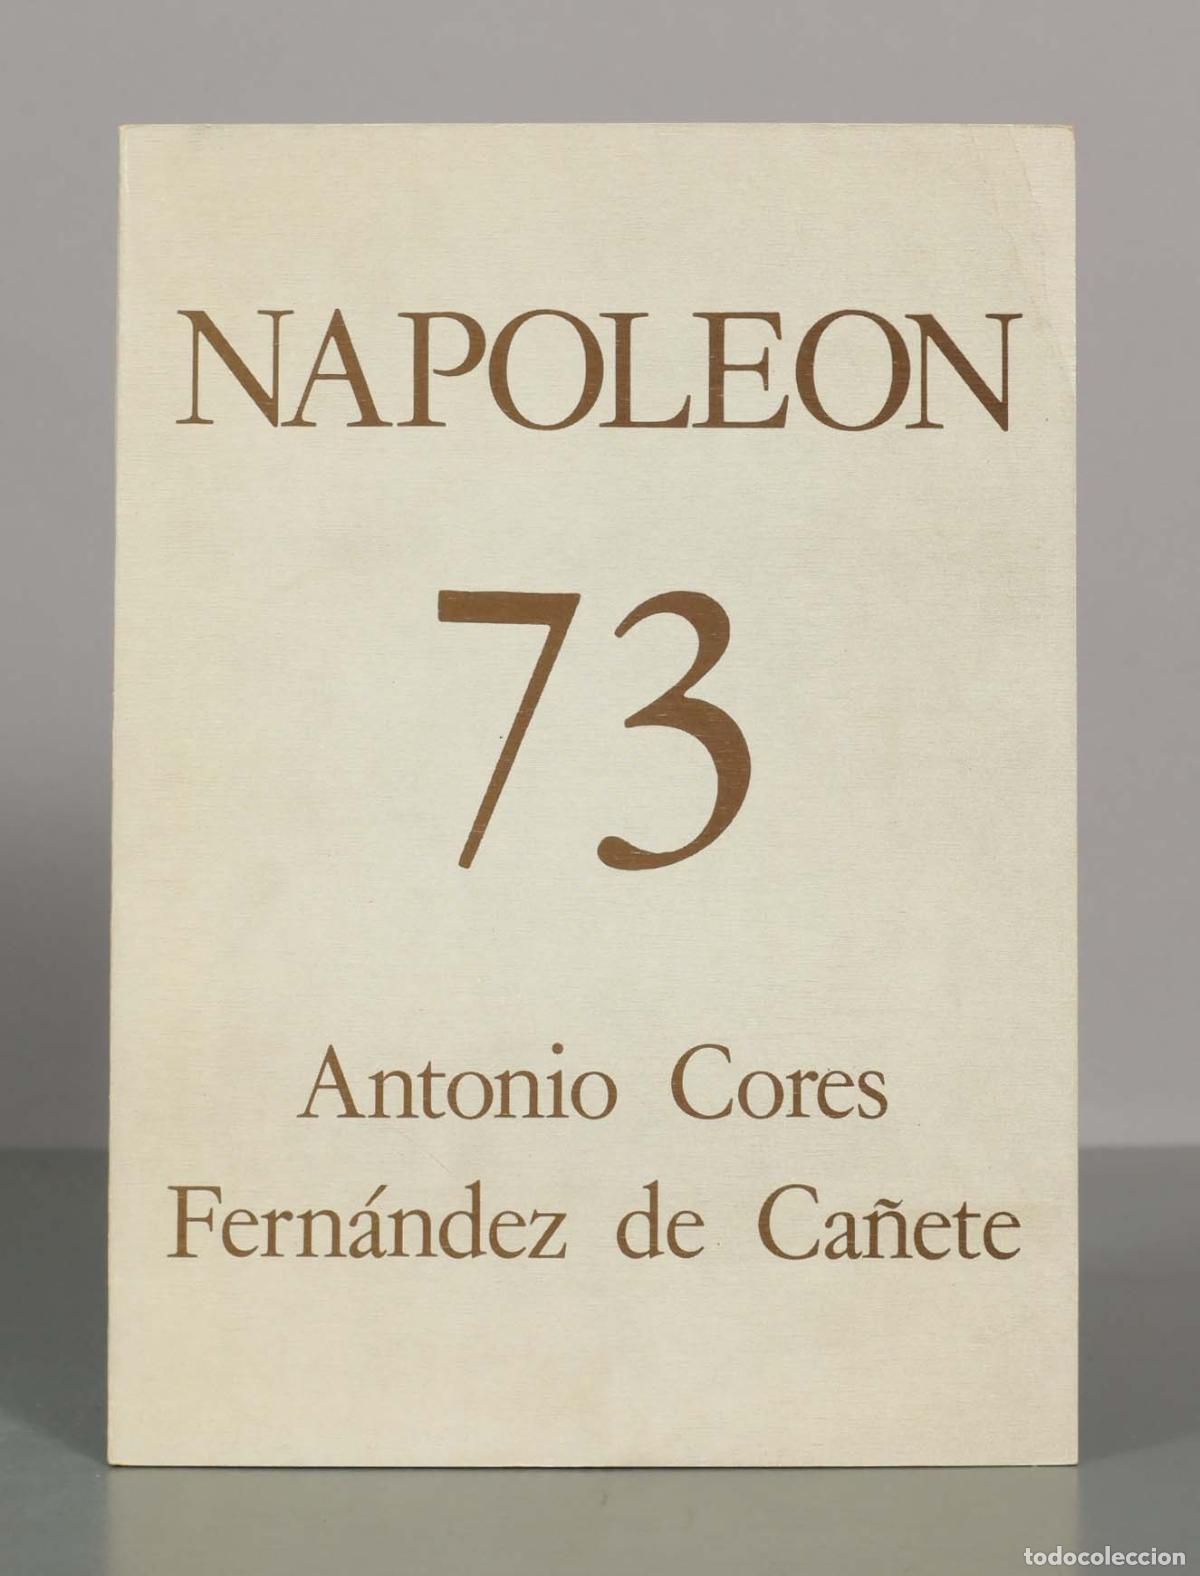 NAPOLEON
73
Antonio Cores
Fernández de Cañete
todocoleccion